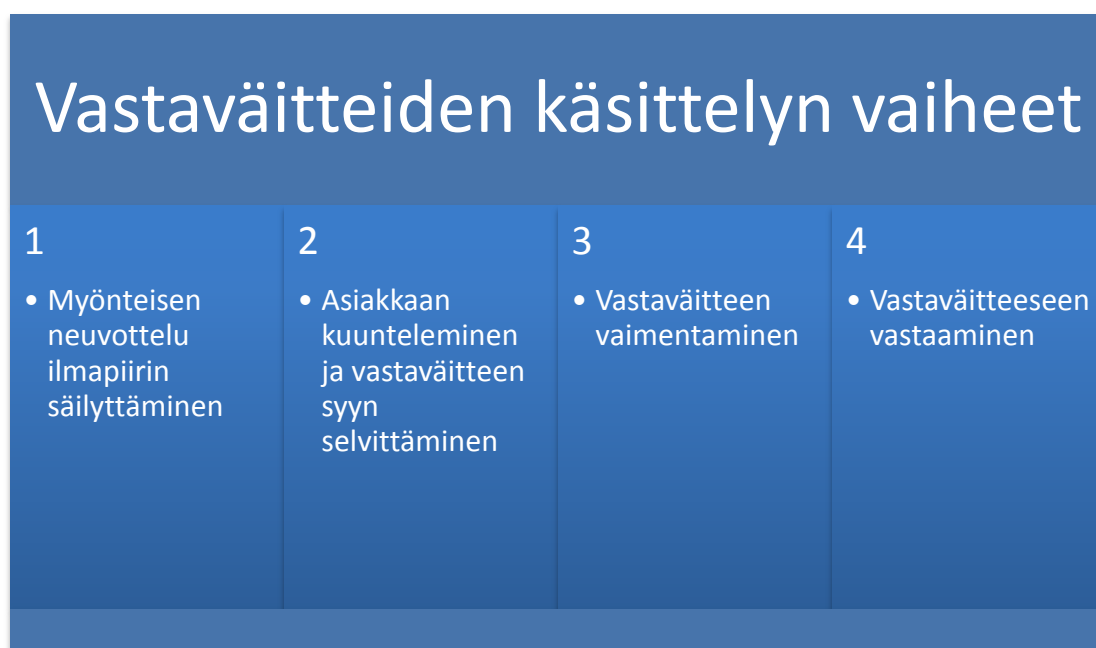 Vastaväitteiden käsittelyn vaiheet
1
• Myönteisen
neuvottelu
ilmapiirin
säilyttäminen
2
• Asiakkaan
kuunteleminen
ja vastaväitteen
syyn
selvittäminen
3
• Vastaväitteen
vaimentaminen
4
• Vastaväitteeseen
vastaaminen